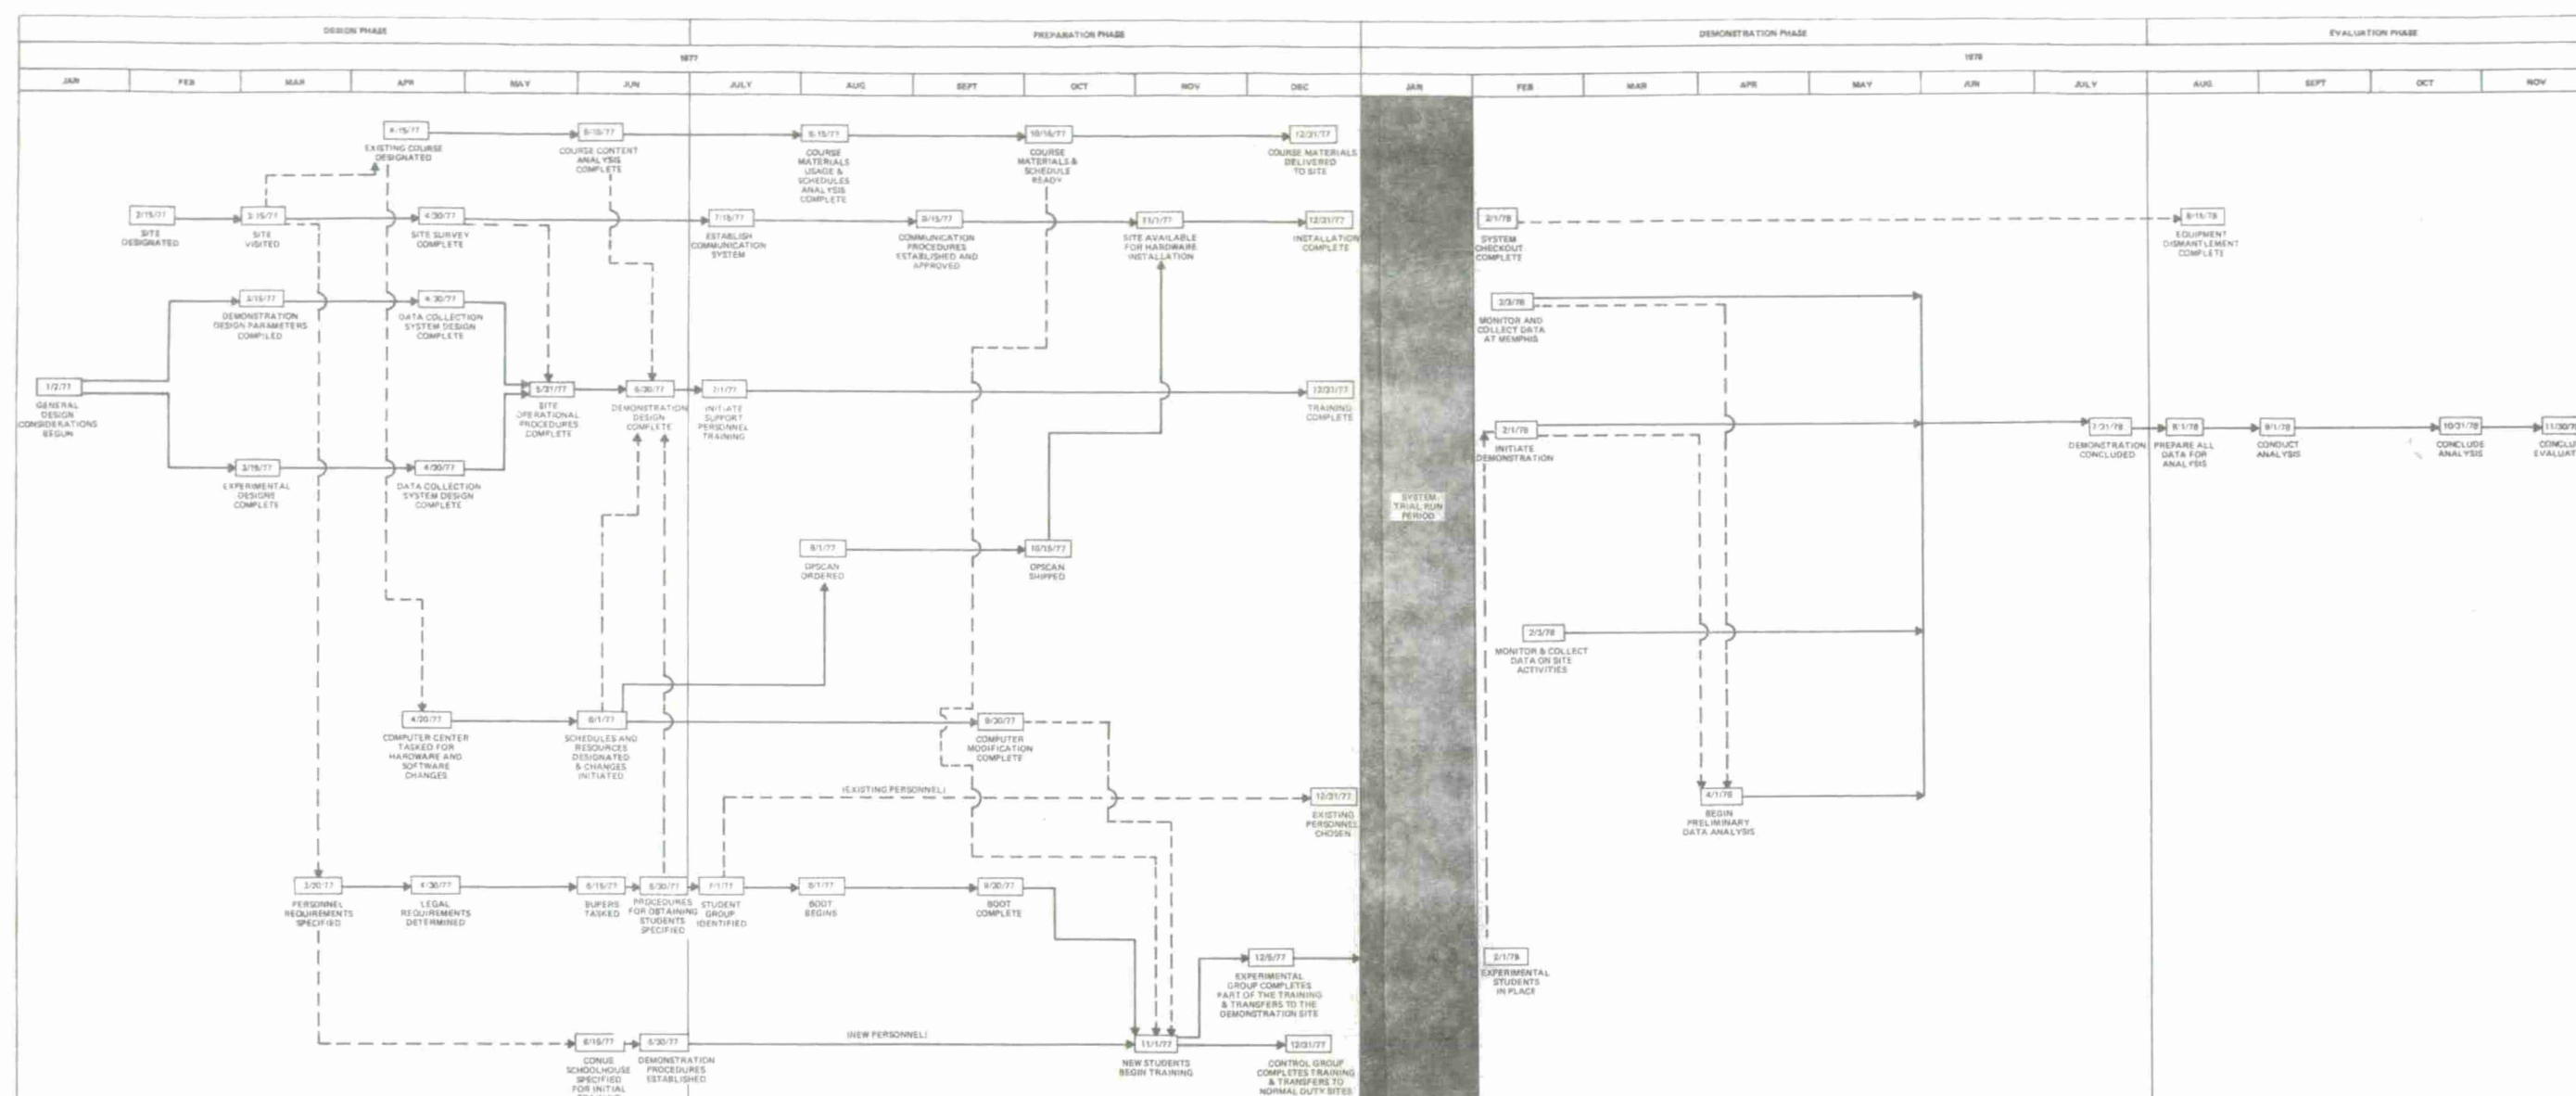 DESIGN PHASE
PREPARATION PHASE
DEMONSTRATION PHASE
EVALUATION PHASE
1977
1978
JAN
FEB
MAR
APR
MAY
JUN
JULY
AUG
SEPT
OCT
NOV
DEC
JAN
FEB
MAR
APR
MAY
JUN
JULY
AUG
SEPT
OCT
NOV
4/15/77
EXISTING COURSE
DESIGNATED
COURSE CONTENT
ANALYSIS
COMPLETE
COURSE
MATERIALS
USAGE &
SCHEDULES
ANALYSIS
COMPLETE
10/15/77
COURSE
MATERIALS &
SCHEDULE
READY
12/31/77
COURSE MATERIALS
DELIVERED
TO SITE
2/15/77
SITE
DESIGNATED
3/15/77
SITE
VISITED
4/30/77
SITE SURVEY
COMPLETE
7/15/77
ESTABLISH
COMMUNICATION
SYSTEM
9/15/77
COMMUNICATION
PROCEDURES
ESTABLISHED AND
APPROVED
11/1/77
SITE AVAILABLE
FOR HARDWARE
INSTALLATION
12/31/77
INSTALLATION
COMPLETE
2/1/78
SYSTEM
CHECKOUT
COMPLETE
8/15/78
EQUIPMENT
DISMANTLEMENT
COMPLETE
3/15/77
DEMONSTRATION
DESIGN PARAMETERS
COMPILED
4/30/77
DATA COLLECTION
SYSTEM DESIGN
COMPLETE
2/3/78
MONITOR AND
COLLECT DATA
AT MEMPHIS
1/2/77
GENERAL
DESIGN
CONSIDERATIONS
BEGUN
5/31/77
SITE
OPERATIONAL
PROCEDURES
COMPLETE
6/30/77
DEMONSTRATION
DESIGN
COMPLETE
7/1/77
INITIATE
SUPPORT
PERSONNEL
TRAINING
12/31/77
TRAINING
COMPLETE
2/1/78
INITIATE
DEMONSTRATION
7/31/78
DEMONSTRATION
CONCLUDED
8/1/78
PREPARE ALL
DATA FOR
ANALYSIS
9/1/78
CONDUCT
ANALYSIS
10/31/78
CONCLUDE
ANALYSIS
3/15/77
EXPERIMENTAL
DESIGNS
COMPLETE
4/30/77
DATA COLLECTION
SYSTEM DESIGN
COMPLETE
SYSTEM
TRIAL RUN
PERIOD
8/1/77
OPSCAN
ORDERED
10/15/77
OPSCAN
SHIPPED
2/3/78
MONITOR & COLLECT
DATA ON SITE
ACTIVITIES
4/20/77
COMPUTER CENTER
TASKED FOR
HARDWARE AND
SOFTWARE
CHANGES
6/1/77
SCHEDULES AND
RESOURCES
DESIGNATED
& CHANGES
INITIATED
9/30/77
COMPUTER
MODIFICATION
COMPLETE
(EXISTING PERSONNEL)
12/31/77
EXISTING
PERSONNEL
CHOSEN
4/1/78
BEGIN
PRELIMINARY
DATA ANALYSIS
3/20/77
PERSONNEL
REQUIREMENTS
SPECIFIED
4/30/77
LEGAL
REQUIREMENTS
DETERMINED
6/15/77
BUPERS
TASKED
6/30/77
PROCEDURES
FOR OBTAINING
STUDENTS
SPECIFIED
7/1/77
STUDENT
GROUP
IDENTIFIED
8/1/77
BOOT
BEGINS
9/30/77
BOOT
COMPLETE
12/5/77
EXPERIMENTAL
GROUP COMPLETES
PART OF THE TRAINING
& TRANSFERS TO THE
DEMONSTRATION SITE
2/1/78
EXPERIMENTAL
STUDENTS
IN PLACE
6/15/77
CONUS
SCHOOLHOUSE
SPECIFIED
FOR INITIAL
6/30/77
DEMONSTRATION
PROCEDURES
ESTABLISHED
(NEW PERSONNEL)
11/1/77
NEW STUDENTS
BEGIN TRAINING
12/31/77
CONTROL GROUP
COMPLETES TRAINING
& TRANSFERS TO
NORMAL DUTY SITES